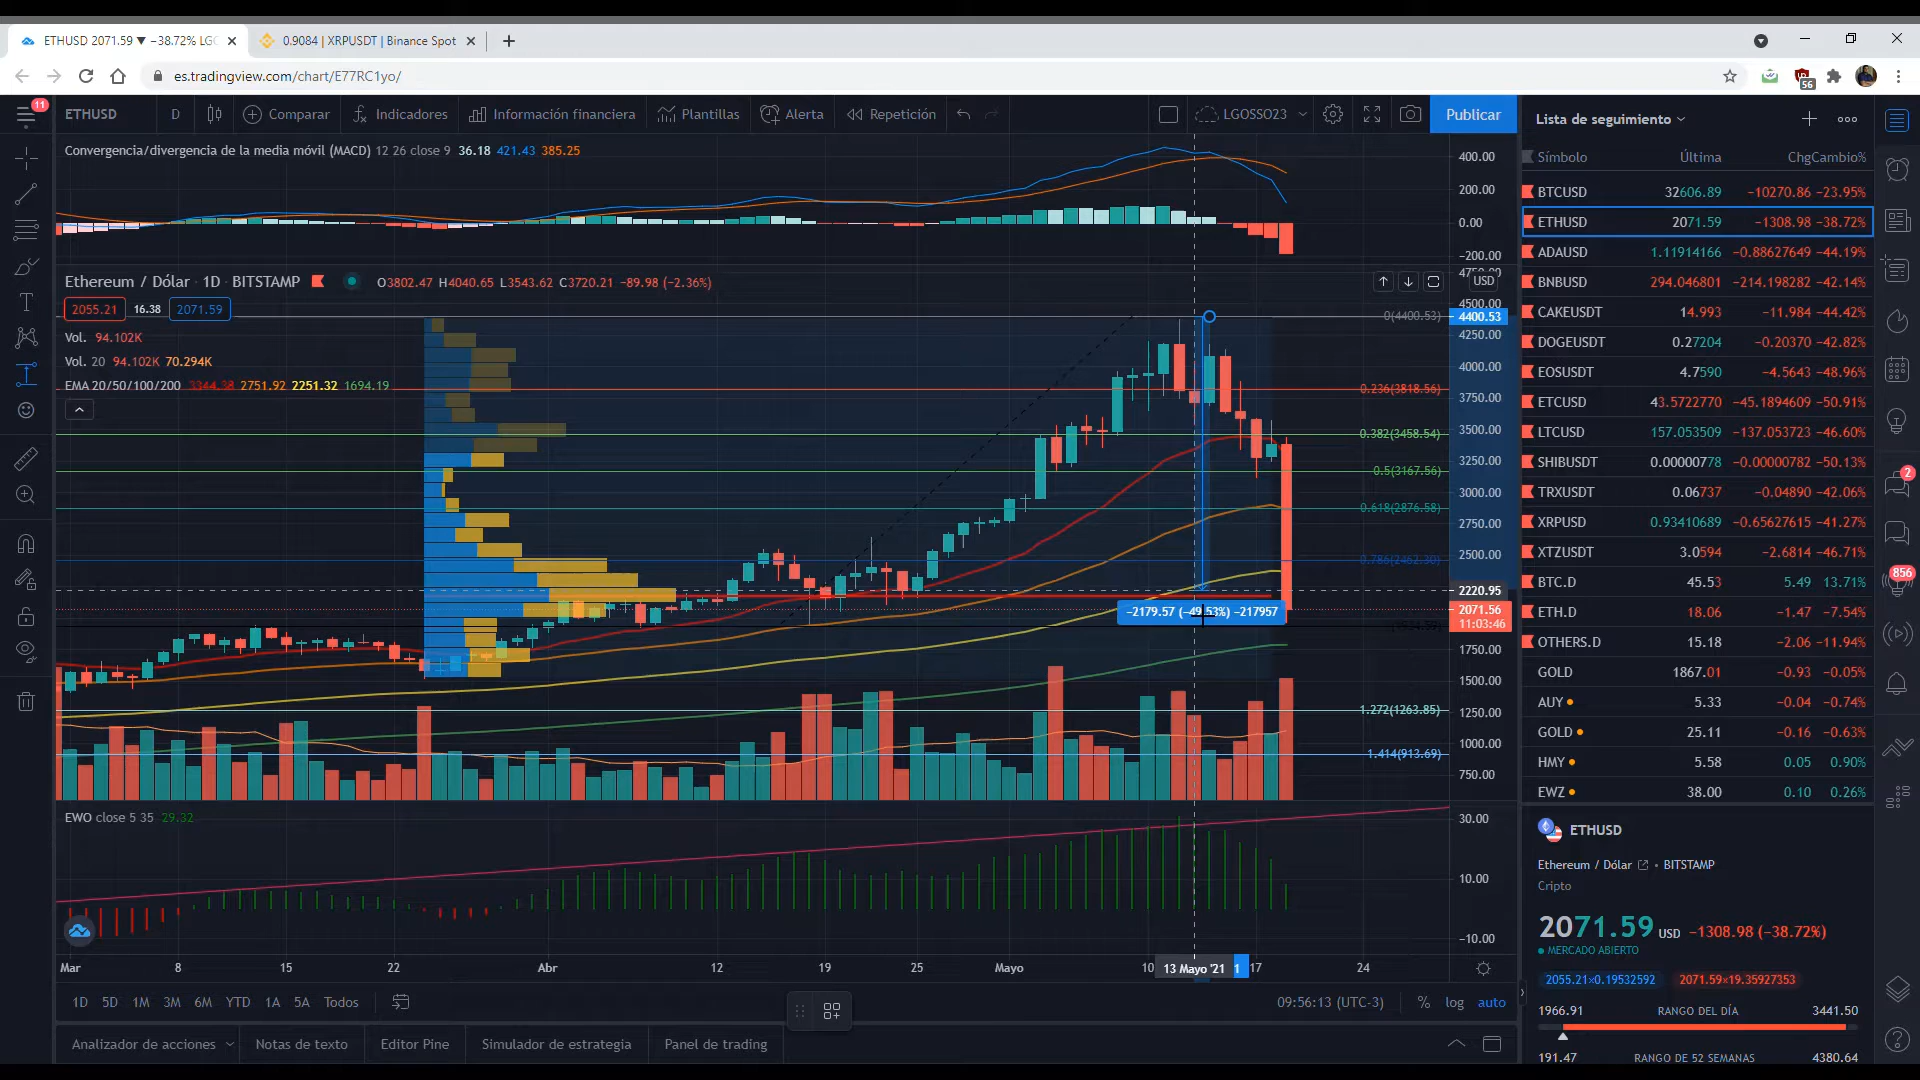 ETHUSD 2071.59 ▼ −38.72% LGO
0.9084 | XRPUSDT | Binance Spot
es.tradingview.com/chart/E77RC1yo/
56
11
ETHUSD D Comparar Indicadores Información financiera Plantillas Alerta Repetición LGOSSO23 Publicar
Convergencia/divergencia de la media móvil (MACD) 12 26 close 9 36.18 421.43 385.25
400.00
200.00
0.00
−200.00
Ethereum / Dólar · 1D · BITSTAMP O3802.47 H4040.65 L3543.62 C3720.21 −89.98 (−2.36%)
USD
2055.21 16.38 2071.59
Vol. 94.102K
Vol. 20 94.102K 70.294K
EMA 20/50/100/200 3344.38 2751.92 2251.32 1694.19
0(4400.53)
0.236(3818.56)
0.382(3458.54)
0.5(3167.56)
0.618(2876.58)
0.786(2462.30)
1.272(1263.85)
1.414(913.69)
−2179.57 (−49.53%) −217957
4750.00
4500.00
4400.53
4250.00
4000.00
3750.00
3500.00
3250.00
3000.00
2750.00
2500.00
2220.95
2071.56
11:03:46
1750.00
1500.00
1250.00
1000.00
750.00
EWO close 5 35 29.32
30.00
10.00
−10.00
Mar 8 15 22 Abr 12 19 25 Mayo 10 13 Mayo '21 1 17 24
1D 5D 1M 3M 6M YTD 1A 5A Todos
09:56:13 (UTC-3) % log auto
Analizador de acciones Notas de texto Editor Pine Simulador de estrategia Panel de trading
Lista de seguimiento
Símbolo Última ChgCambio%
BTCUSD 32606.89 −10270.86 −23.95%
ETHUSD 2071.59 −1308.98 −38.72%
ADAUSD 1.11914166 −0.88627649 −44.19%
BNBUSD 294.046801 −214.198282 −42.14%
CAKEUSDT 14.993 −11.984 −44.42%
DOGEUSDT 0.27204 −0.20370 −42.82%
EOSUSDT 4.7590 −4.5643 −48.96%
ETCUSD 43.5722770 −45.1894609 −50.91%
LTCUSD 157.053509 −137.053723 −46.60%
SHIBUSDT 0.00000778 −0.00000782 −50.13%
TRXUSDT 0.06737 −0.04890 −42.06%
XRPUSD 0.93410689 −0.65627615 −41.27%
XTZUSDT 3.0594 −2.6814 −46.71%
BTC.D 45.53 5.49 13.71%
ETH.D 18.06 −1.47 −7.54%
OTHERS.D 15.18 −2.06 −11.94%
GOLD 1867.01 −0.93 −0.05%
AUY 5.33 −0.04 −0.74%
GOLD 25.11 −0.16 −0.63%
HMY 5.58 0.05 0.90%
EWZ 38.00 0.10 0.26%
2
856
ETHUSD
Ethereum / Dólar • BITSTAMP
Cripto
2071.59 USD −1308.98 (−38.72%)
MERCADO ABIERTO
2055.21×0.19532592 2071.59×19.35927353
1966.91 RANGO DEL DÍA 3441.50
191.47 RANGO DE 52 SEMANAS 4380.64